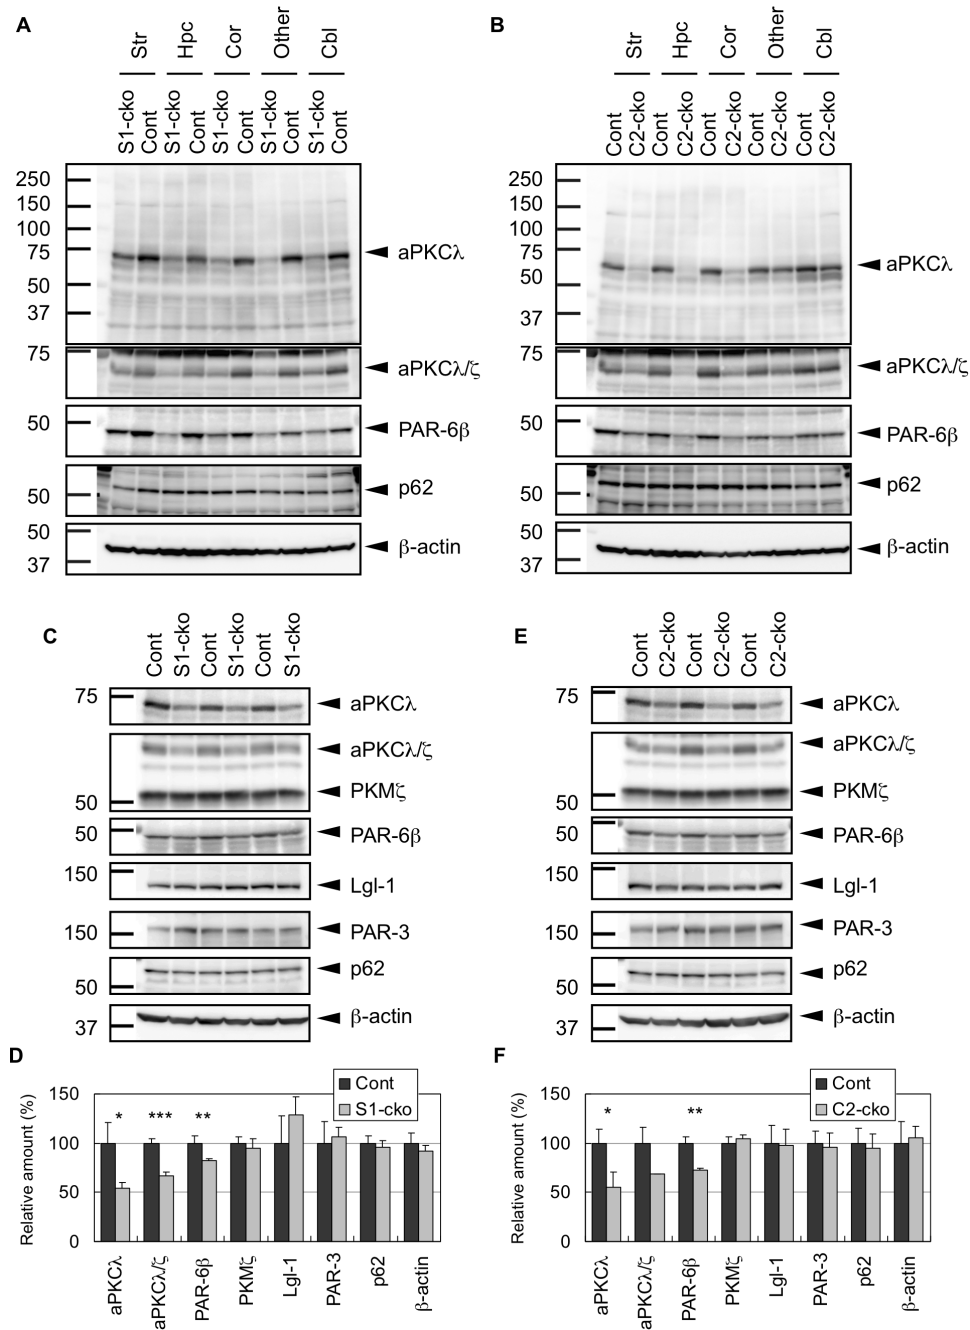 A
Str
Hpc
Cor
Other
Cbl
S1-cko
Cont
S1-cko
Cont
S1-cko
Cont
S1-cko
Cont
S1-cko
Cont
250
150
100
75
50
37
aPKCλ
75
aPKCλ/ζ
50
PAR-6β
50
p62
50
37
β-actin
B
Str
Hpc
Cor
Other
Cbl
Cont
C2-cko
Cont
C2-cko
Cont
C2-cko
Cont
C2-cko
Cont
C2-cko
250
150
100
75
50
37
aPKCλ
75
aPKCλ/ζ
50
PAR-6β
50
p62
50
37
β-actin
C
Cont
S1-cko
Cont
S1-cko
Cont
S1-cko
75
aPKCλ
aPKCλ/ζ
PKMζ
50
50
PAR-6β
150
Lgl-1
150
PAR-3
p62
50
β-actin
37
E
Cont
C2-cko
Cont
C2-cko
Cont
C2-cko
75
aPKCλ
aPKCλ/ζ
PKMζ
50
50
PAR-6β
150
Lgl-1
150
PAR-3
p62
50
β-actin
37
D
Relative amount (%)
150
100
50
0
Cont
S1-cko
*
***
**
aPKCλ
aPKCλ/ζ
PAR-6β
PKMζ
Lgl-1
PAR-3
p62
β-actin
F
Relative amount (%)
150
100
50
0
Cont
C2-cko
*
**
aPKCλ
aPKCλ/ζ
PAR-6β
PKMζ
Lgl-1
PAR-3
p62
β-actin